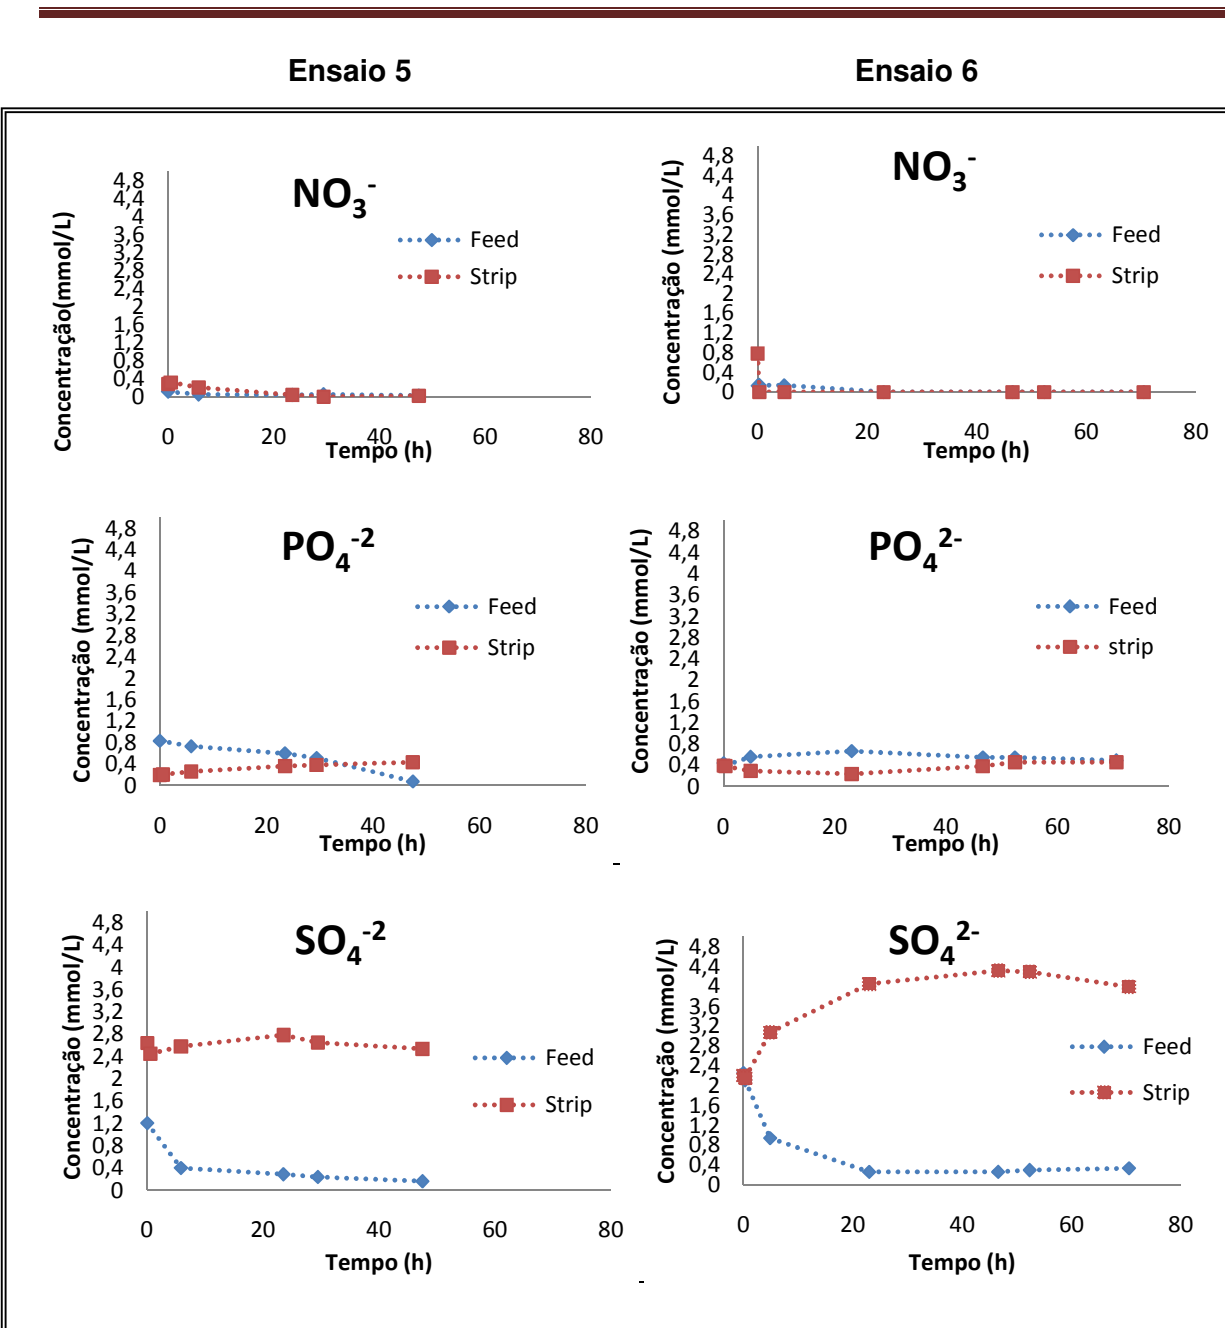 Ensaio 5
Ensaio 6
NO₃⁻
Concentração(mmol/L)
4,8
4,4
4
3,6
3,2
2,8
2,4
2
1,6
1,2
0,8
0,4
0
Feed
Strip
0 20 40 60 80
Tempo (h)
NO₃⁻
Concentração (mmol/L)
4,8
4,4
4
3,6
3,2
2,8
2,4
2
1,6
1,2
0,8
0,4
0
Feed
Strip
0 20 40 60 80
Tempo (h)
PO₄⁻²
Concentração (mmol/L)
4,8
4,4
4
3,6
3,2
2,8
2,4
2
1,6
1,2
0,8
0,4
0
Feed
Strip
0 20 40 60 80
Tempo (h)
PO₄²⁻
Concentração (mmol/L)
4,8
4,4
4
3,6
3,2
2,8
2,4
2
1,6
1,2
0,8
0,4
0
Feed
strip
0 20 40 60 80
Tempo (h)
SO₄⁻²
Concentração (mmol/L)
4,8
4,4
4
3,6
3,2
2,8
2,4
2
1,6
1,2
0,8
0,4
0
Feed
Strip
0 20 40 60 80
Tempo (h)
SO₄²⁻
Concentração (mmol/L)
4,8
4,4
4
3,6
3,2
2,8
2,4
2
1,6
1,2
0,8
0,4
0
Feed
Strip
0 20 40 60 80
Tempo (h)